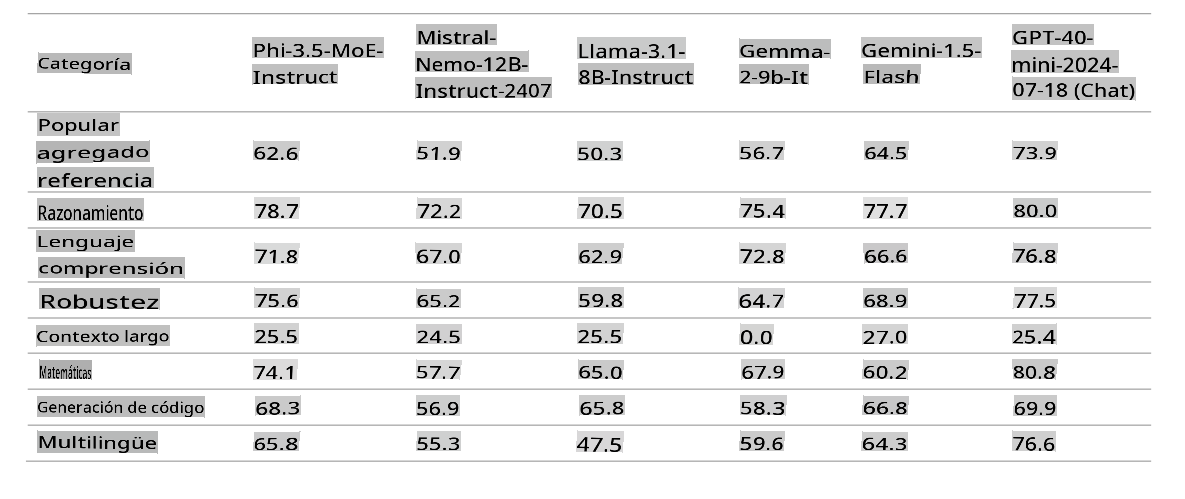 Categoría Phi-3.5-MoE-Instruct Mistral-Nemo-12B-Instruct-2407 Llama-3.1-8B-Instruct Gemma-2-9b-It Gemini-1.5-Flash GPT-40-mini-2024-07-18 (Chat)
Popular agregado referencia 62.6 51.9 50.3 56.7 64.5 73.9
Razonamiento 78.7 72.2 70.5 75.4 77.7 80.0
Lenguaje comprensión 71.8 67.0 62.9 72.8 66.6 76.8
Robustez 75.6 65.2 59.8 64.7 68.9 77.5
Contexto largo 25.5 24.5 25.5 0.0 27.0 25.4
Matemáticas 74.1 57.7 65.0 67.9 60.2 80.8
Generación de código 68.3 56.9 65.8 58.3 66.8 69.9
Multilingüe 65.8 55.3 47.5 59.6 64.3 76.6